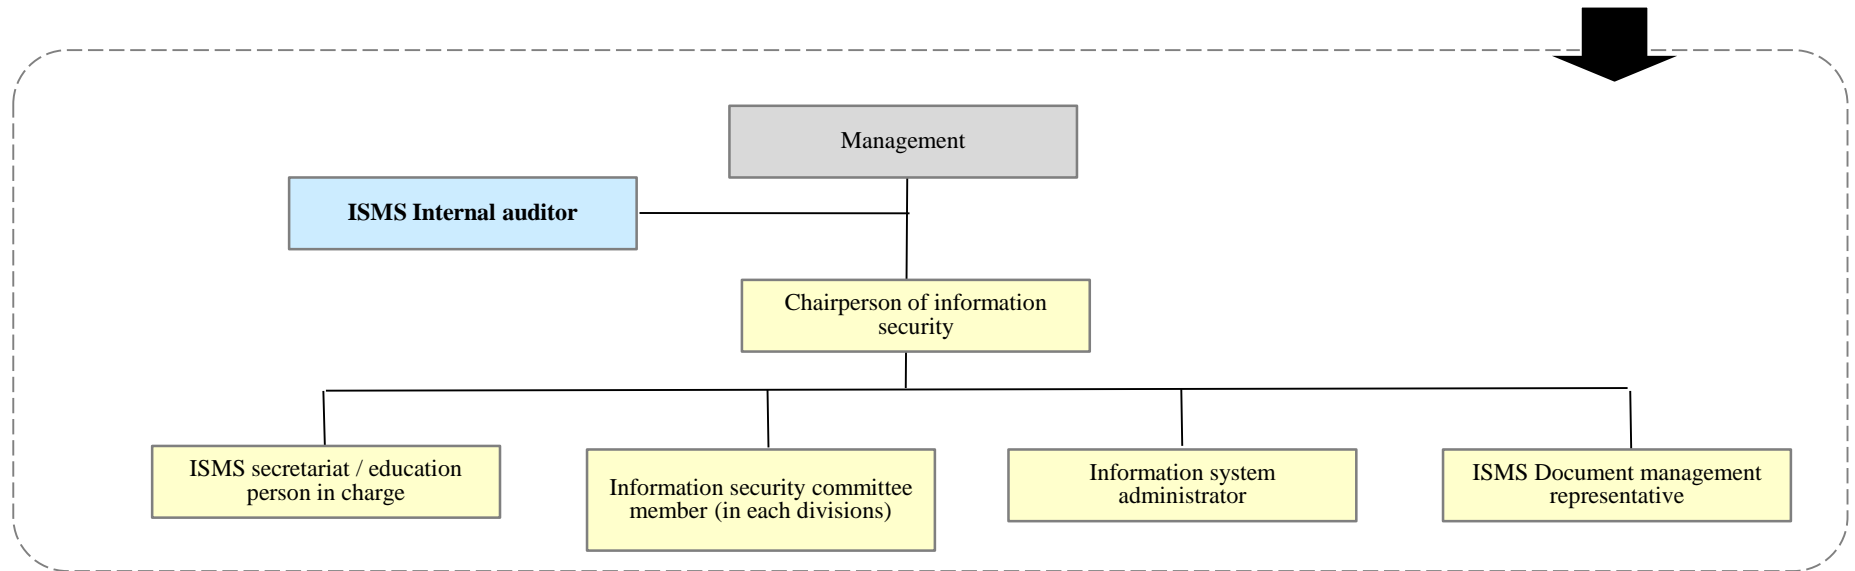 Management
ISMS Internal auditor
Chairperson of information
security
ISMS secretariat / education
person in charge
Information security committee
member (in each divisions)
Information system
administrator
ISMS Document management
representative